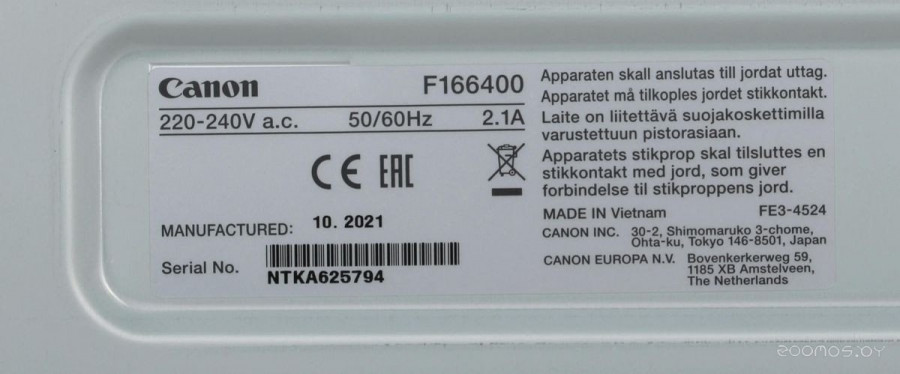 Canon F166400
220-240V a.c. 50/60Hz 2.1A
CE EAC
MANUFACTURED: 10. 2021
Serial No. NTKA625794
Apparaten skall anslutas till jordat uttag.
Apparatet må tilkoples jordet stikkontakt.
Laite on liitettävä suojakoskettimilla
varustettuun pistorasiaan.
Apparatets stikprop skal tilsluttes en
stikkontakt med jord, som giver
forbindelse til stikproppens jord.
MADE IN Vietnam FE3-4524
CANON INC. 30-2, Shimomaruko 3-chome,
Ohta-ku, Tokyo 146-8501, Japan
CANON EUROPA N.V. Bovenkerkerweg 59,
1185 XB Amstelveen,
The Netherlands
zoomos.by